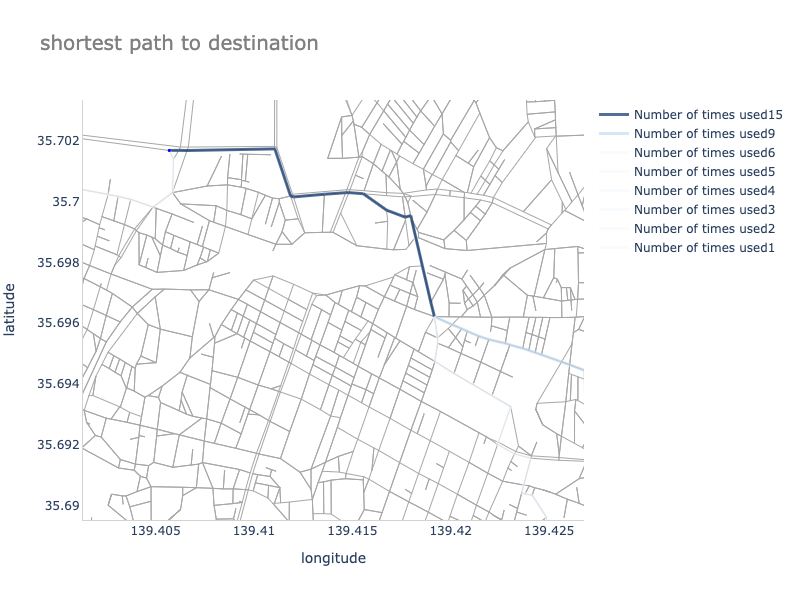 shortest path to destination
Number of times used15
Number of times used9
Number of times used6
Number of times used5
Number of times used4
Number of times used3
Number of times used2
Number of times used1
35.702
35.7
35.698
35.696
35.694
35.692
35.69
latitude
139.405
139.41
139.415
139.42
139.425
longitude